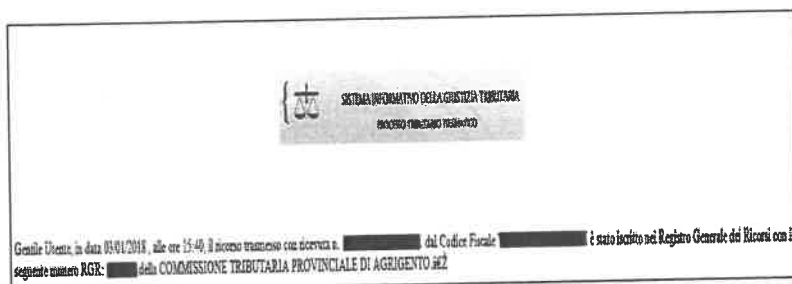 SISTEMA INFORMATIVO DELLA GIUSTIZIA TRIBUTARIA
PROCESSO TRIBUTARIO TELEMATICO
Gentile Utente, in data 03/01/2018 , alle ore 15:40, il ricorso trasmesso con ricevuta n. , dal Codice Fiscale è stato iscritto nel Registro Generale dei Ricorsi con il
seguente numero RGR: della COMMISSIONE TRIBUTARIA PROVINCIALE DI AGRIGENTO